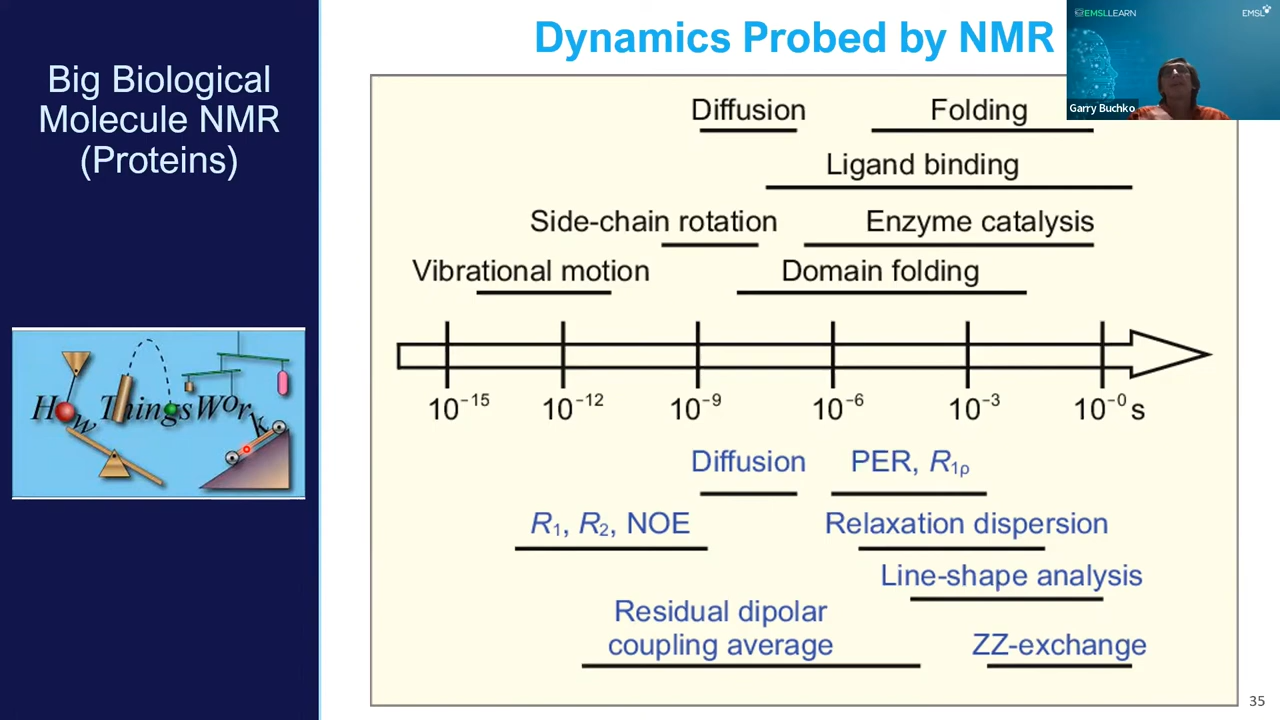 Dynamics Probed by NMR
EMSLLEARN
EMSL
Garry Buchko
Big Biological
Molecule NMR
(Proteins)
How Things Work
Diffusion Folding
Ligand binding
Side-chain rotation Enzyme catalysis
Vibrational motion Domain folding
10⁻¹⁵ 10⁻¹² 10⁻⁹ 10⁻⁶ 10⁻³ 10⁻⁰ s
Diffusion PER, R₁ρ
R₁, R₂, NOE Relaxation dispersion
Line-shape analysis
Residual dipolar
coupling average ZZ-exchange
35